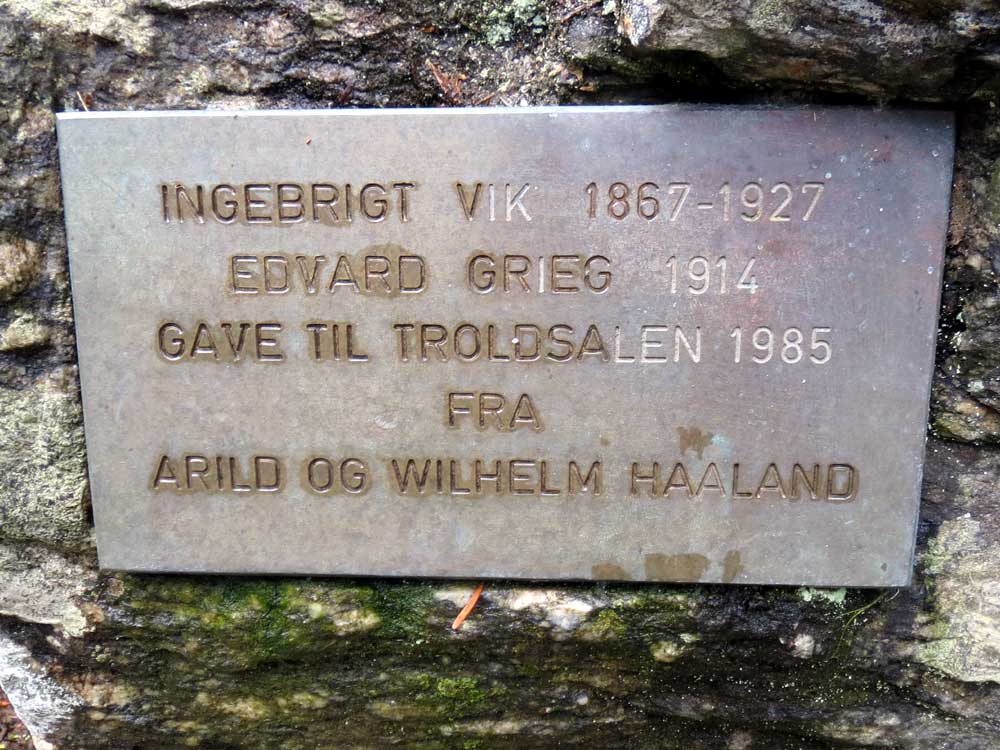 INGEBRIGT VIK 1867-1927
EDVARD GRIEG 1914
GAVE TIL TROLDSALEN 1985
FRA
ARILD OG WILHELM HAALAND